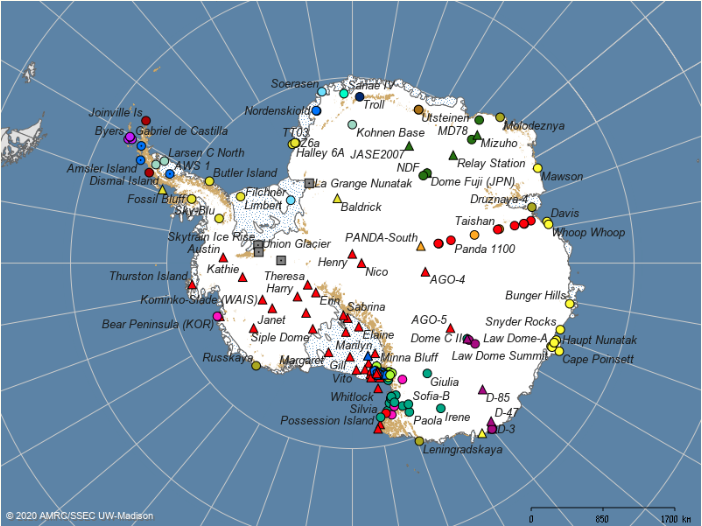 Soerasen
Sanae IV
Troll
Nordenskiold
Utsteinen
Molodeznya
Joinville Is
MD78
Byers
Gabriel de Castilla
TT03
Z6a
Kohnen Base
Mizuho
Larsen C North
Halley 6A
JASE2007
Relay Station
Amsler Island
AWS 1
NDF
Mawson
Dismal Island
Butler Island
La Grange Nunatak
Dome Fuji (JPN)
Fossil Bluff
Filchner
Limbert
Baldrick
Druznaya-4
Sky-Blu
Taishan
Davis
Skytrain Ice Rise
PANDA-South
Whoop Whoop
Union Glacier
Panda 1100
Austin
Kathie
Henry
Nico
Thurston Island
Theresa
AGO-4
Harry
Erin
Kominko-Slade (WAIS)
Sabrina
Bunger Hills
Bear Peninsula (KOR)
Janet
AGO-5
Snyder Rocks
Siple Dome
Elaine
Dome C II
Law Dome-A
Haupt Nunatak
Marilyn
Law Dome Summit
Cape Poinsett
Russkaya
Margaret
Gill
Minna Bluff
Vito
Giulia
Whitlock
Sofia-B
D-85
Silvia
D-47
Possession Island
Paola
Irene
D-3
Leningradskaya
© 2020 AMRC/SSEC UW-Madison
0 850 1700 km